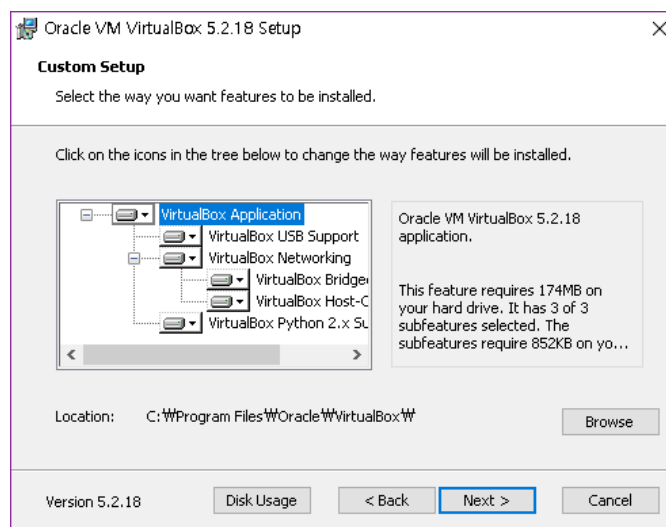 Oracle VM VirtualBox 5.2.18 Setup
Custom Setup
Select the way you want features to be installed.
Click on the icons in the tree below to change the way features will be installed.
VirtualBox Application
VirtualBox USB Support
VirtualBox Networking
VirtualBox Bridge
VirtualBox Host-C
VirtualBox Python 2.x Su
Oracle VM VirtualBox 5.2.18
application.
This feature requires 174MB on
your hard drive. It has 3 of 3
subfeatures selected. The
subfeatures require 852KB on yo...
Location: C:₩Program Files₩Oracle₩VirtualBox₩
Browse
Version 5.2.18
Disk Usage
< Back
Next >
Cancel